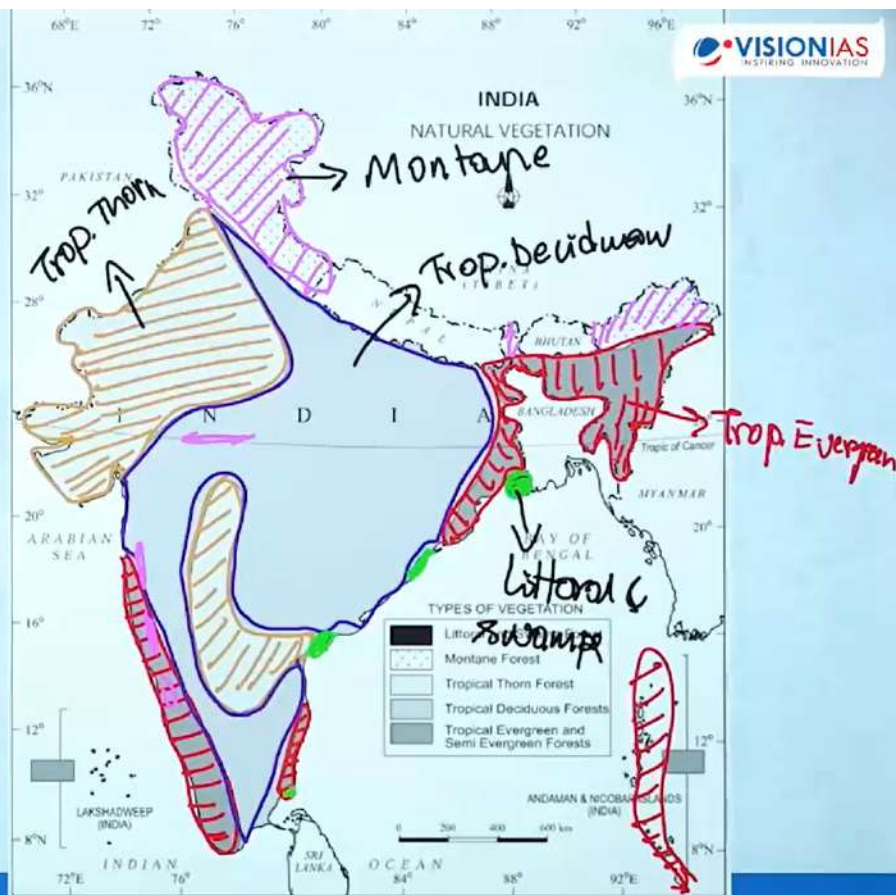 68°E 72° 76° 80° 84° 88° 92° 96°E
VISIONIAS
INSPIRING INNOVATION
36°N
36°N
INDIA
NATURAL VEGETATION
Montane
PAKISTAN
32°
32°
Trop. Thorn
Trop. Deciduous
(TIBET)
28°
NEPAL
BHUTAN
I N D I A
BANGLADESH
Trop. Evergreen
Tropic of Cancer
MYANMAR
20°
20°
ARABIAN
SEA
BAY OF
BENGAL
Littoral &
Swamp
16°
TYPES OF VEGETATION
Montane Forest
Tropical Thorn Forest
Tropical Deciduous Forests
Tropical Evergreen and
Semi Evergreen Forests
12°
12°
LAKSHADWEEP
(INDIA)
ANDAMAN & NICOBAR ISLANDS
(INDIA)
0 200 400 600 km
8°N
8°N
SRI
LANKA
INDIAN OCEAN
72°E 76° 84° 88° 92°E